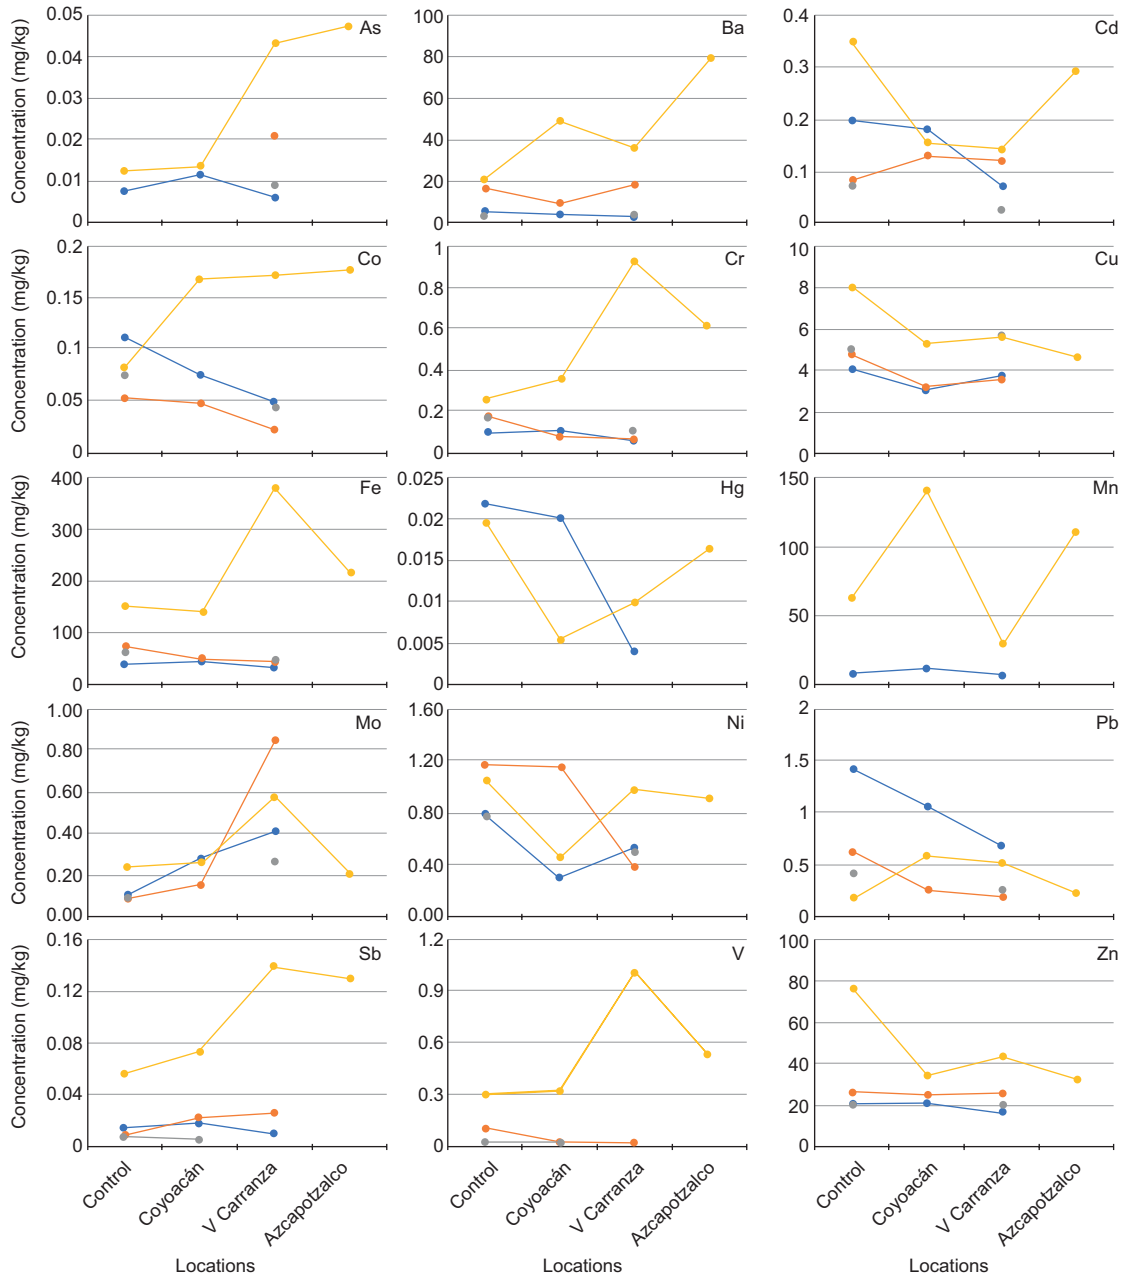 Concentration (mg/kg)
0.05
0.04
0.03
0.02
0.01
0
As
100
80
60
40
20
0
Ba
0.4
0.3
0.2
0.1
0
Cd
Concentration (mg/kg)
0.2
0.15
0.1
0.05
0
Co
1
0.8
0.6
0.4
0.2
0
Cr
10
8
6
4
2
0
Cu
Concentration (mg/kg)
400
300
200
100
0
Fe
0.025
0.02
0.015
0.01
0.005
0
Hg
150
100
50
0
Mn
Concentration (mg/kg)
1.00
0.80
0.60
0.40
0.20
0.00
Mo
1.60
1.20
0.80
0.40
0.00
Ni
2
1.5
1
0.5
0
Pb
Concentration (mg/kg)
0.16
0.12
0.08
0.04
0
Sb
1.2
0.9
0.6
0.3
0
V
100
80
60
40
20
0
Zn
Control
Coyoacán
V Carranza
Azcapotzalco
Control
Coyoacán
V Carranza
Azcapotzalco
Control
Coyoacán
V Carranza
Azcapotzalco
Locations
Locations
Locations